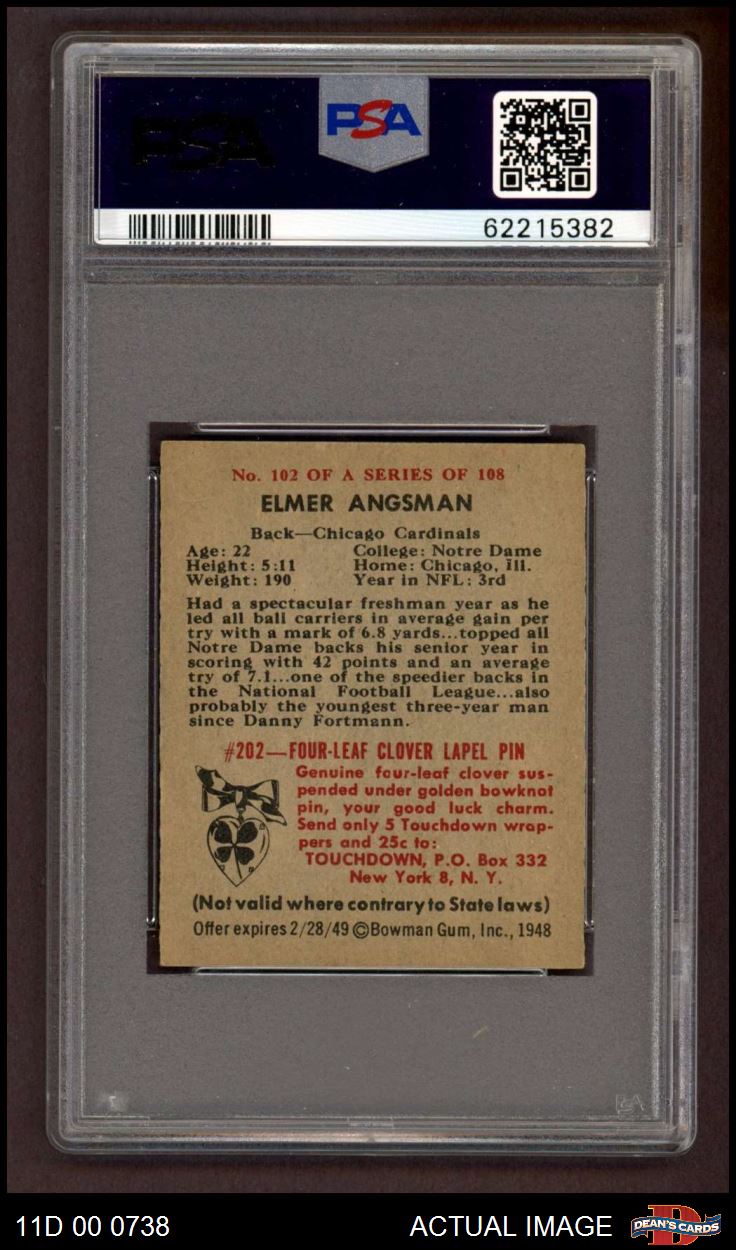 PSA
PSA
62215382
No. 102 OF A SERIES OF 108
ELMER ANGSMAN
Back—Chicago Cardinals
Age: 22 College: Notre Dame
Height: 5:11 Home: Chicago, Ill.
Weight: 190 Year in NFL: 3rd
Had a spectacular freshman year as he
led all ball carriers in average gain per
try with a mark of 6.8 yards...topped all
Notre Dame backs his senior year in
scoring with 42 points and an average
try of 7.1...one of the speedier backs in
the National Football League...also
probably the youngest three-year man
since Danny Fortmann.
#202—FOUR-LEAF CLOVER LAPEL PIN
Genuine four-leaf clover sus-
pended under golden bowknot
pin, your good luck charm.
Send only 5 Touchdown wrap-
pers and 25c to:
TOUCHDOWN, P.O. Box 332
New York 8, N. Y.
(Not valid where contrary to State laws)
Offer expires 2/28/49 ©Bowman Gum, Inc., 1948
PSA
11D 00 0738 ACTUAL IMAGE DEAN'S CARDS